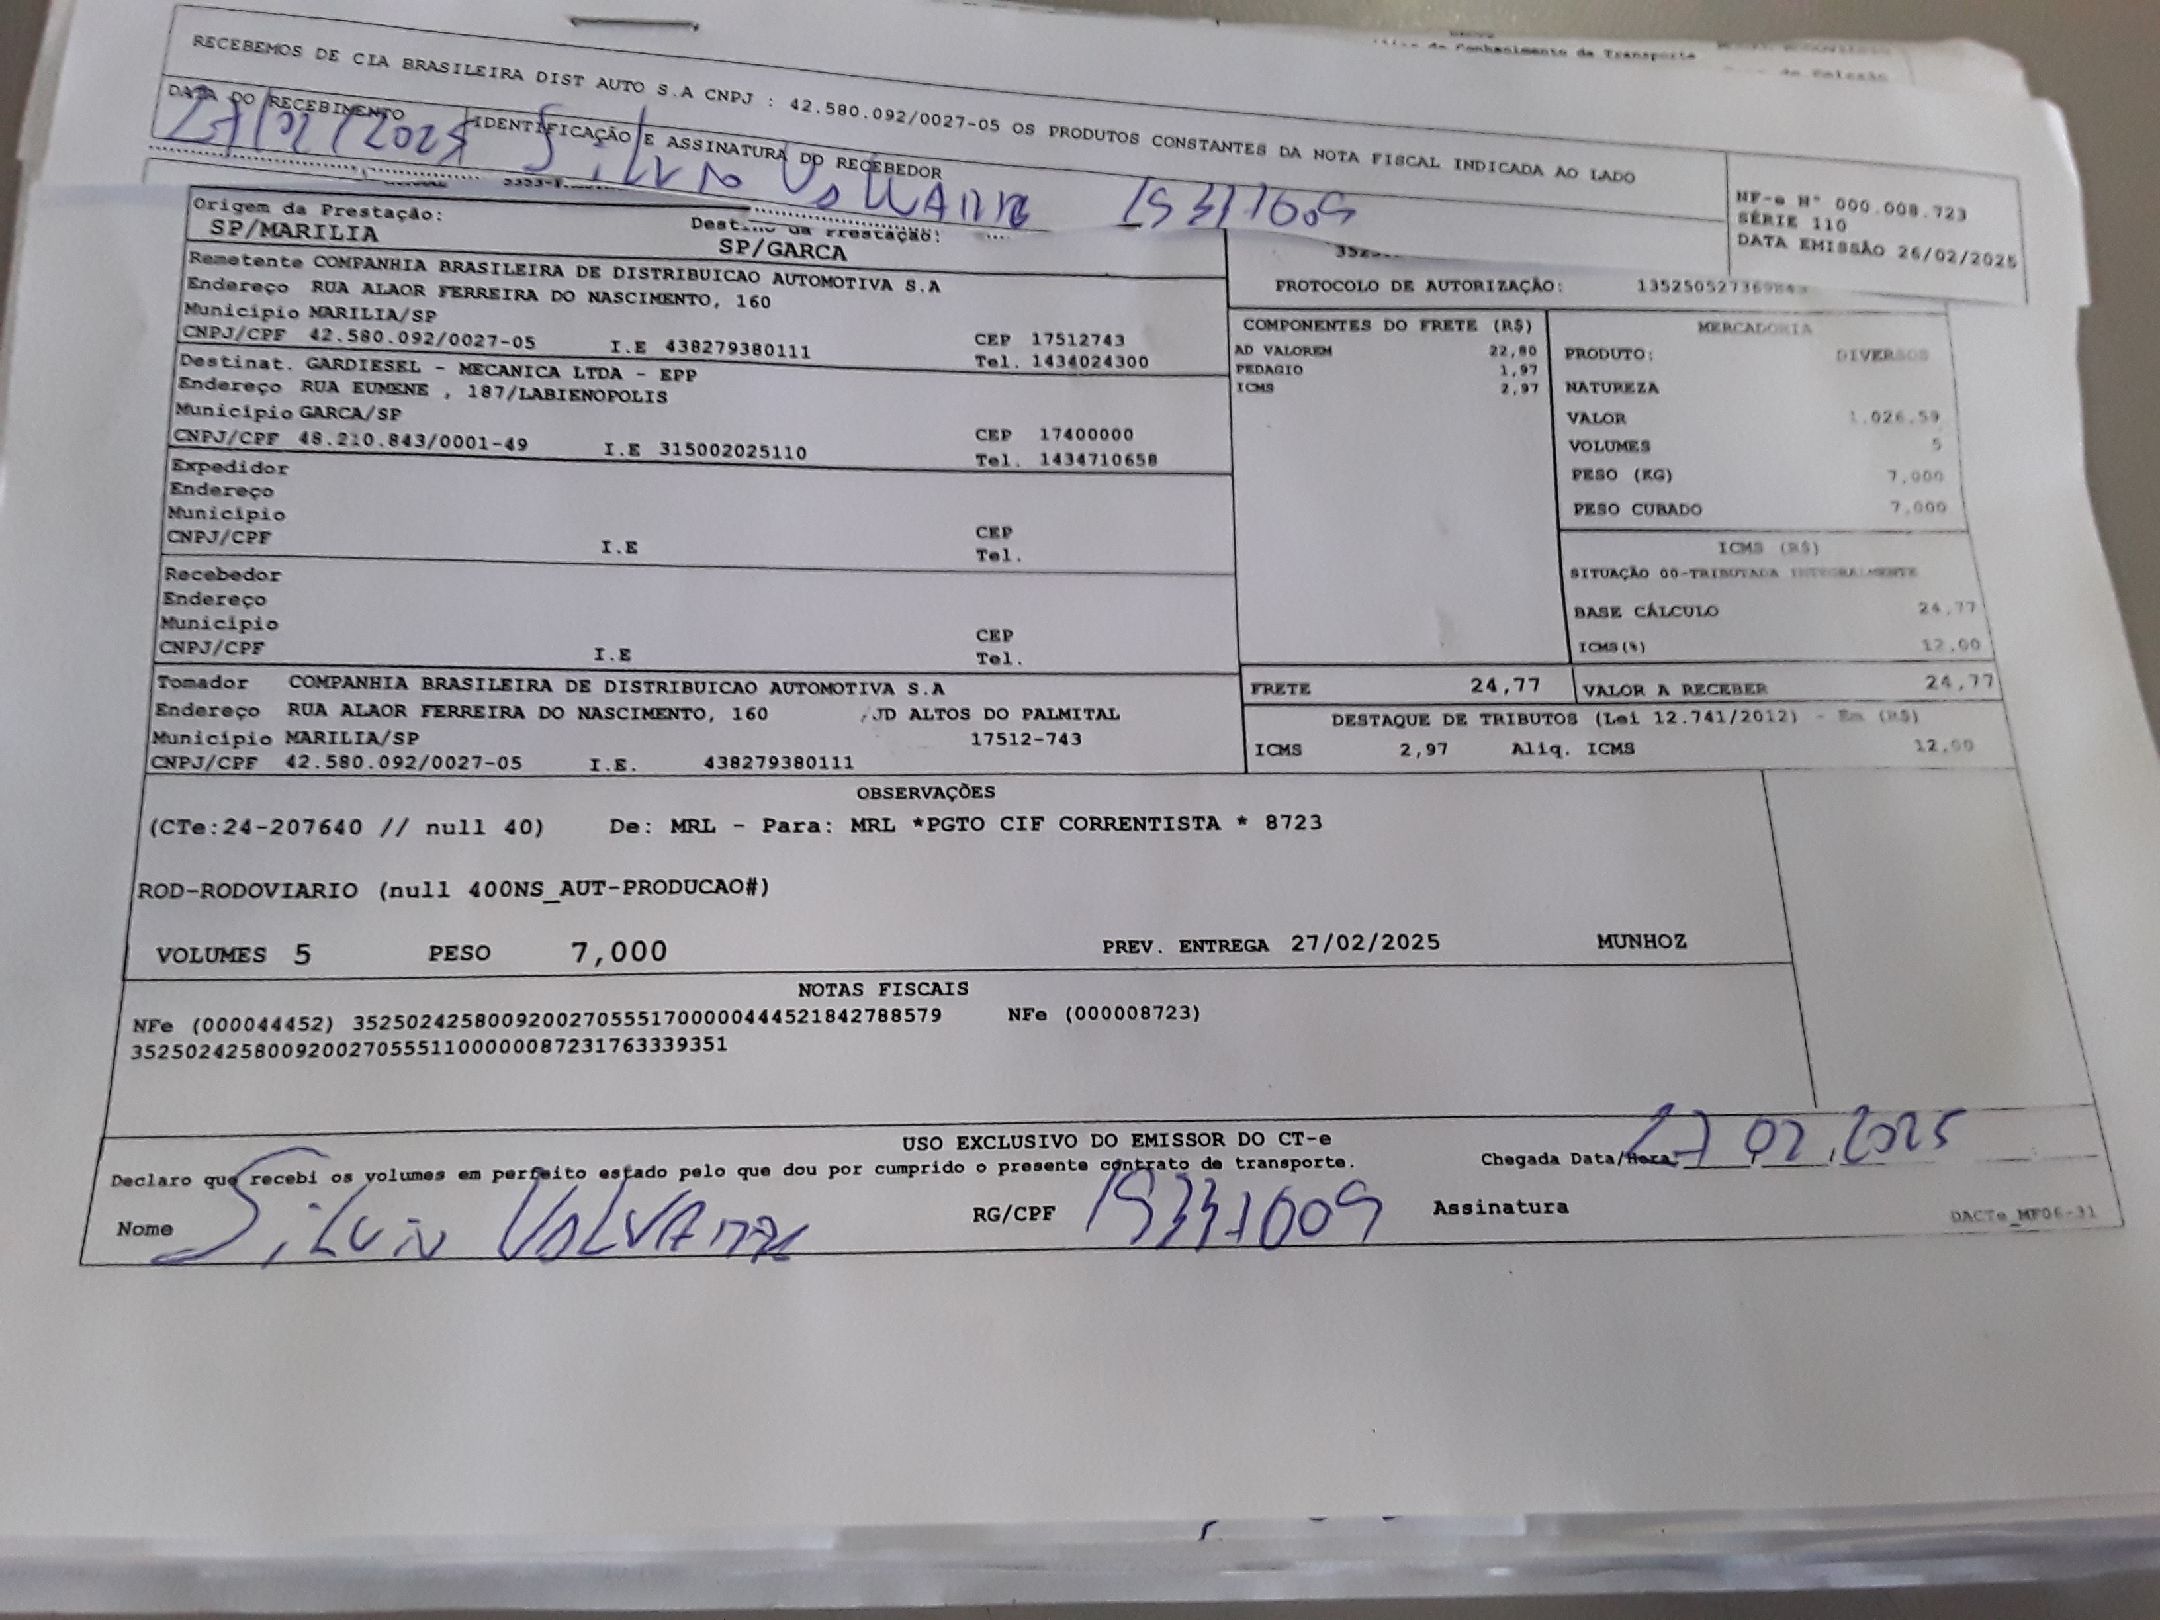 de Conhecimento de Transporte
RECEBEMOS DE CIA BRASILEIRA DIST AUTO S.A CNPJ : 42.580.092/0027-05 OS PRODUTOS CONSTANTES DA NOTA FISCAL INDICADA AO LADO
DATA DO RECEBIMENTO IDENTIFICAÇÃO E ASSINATURA DO RECEBEDOR
27/02/2025
NF-e N° 000.008.723
SÉRIE 110
DATA EMISSÃO 26/02/2025
Origem da Prestação: Destino da Prestação:
SP/MARILIA SP/GARCA
Remetente COMPANHIA BRASILEIRA DE DISTRIBUICAO AUTOMOTIVA S.A
Endereço RUA ALAOR FERREIRA DO NASCIMENTO, 160
Município MARILIA/SP CEP 17512743
CNPJ/CPF 42.580.092/0027-05 I.E 438279380111 Tel. 1434024300
Destinat. GARDIESEL - MECANICA LTDA - EPP
Endereço RUA EUMENE , 187/LABIENOPOLIS
Município GARCA/SP CEP 17400000
CNPJ/CPF 48.210.843/0001-49 I.E 315002025110 Tel. 1434710658
Expedidor
Endereço
Município CEP
CNPJ/CPF I.E Tel.
Recebedor
Endereço
Município CEP
CNPJ/CPF I.E Tel.
Tomador COMPANHIA BRASILEIRA DE DISTRIBUICAO AUTOMOTIVA S.A
Endereço RUA ALAOR FERREIRA DO NASCIMENTO, 160 /JD ALTOS DO PALMITAL
Município MARILIA/SP 17512-743
CNPJ/CPF 42.580.092/0027-05 I.E. 438279380111
PROTOCOLO DE AUTORIZAÇÃO:
COMPONENTES DO FRETE (R$)
AD VALOREM 22,80
PEDAGIO 1,97
ICMS 2,97
MERCADORIA
PRODUTO: DIVERSOS
NATUREZA
VALOR 1.026,59
VOLUMES 5
PESO (KG) 7,000
PESO CUBADO 7,000
ICMS (R$)
SITUAÇÃO 00-TRIBUTADA INTEGRALMENTE
BASE CÁLCULO 24,77
ICMS(%) 12,00
FRETE 24,77 VALOR A RECEBER 24,77
DESTAQUE DE TRIBUTOS (Lei 12.741/2012) - Em (R$)
ICMS 2,97 Aliq. ICMS 12,00
OBSERVAÇÕES
(CTe:24-207640 // null 40) De: MRL - Para: MRL *PGTO CIF CORRENTISTA * 8723
ROD-RODOVIARIO (null 400NS_AUT-PRODUCAO#)
VOLUMES 5 PESO 7,000 PREV. ENTREGA 27/02/2025 MUNHOZ
NOTAS FISCAIS
NFe (000044452) 35250242580092002705551700000444521842788579 NFe (000008723)
35250242580092002705551100000087231763339351
USO EXCLUSIVO DO EMISSOR DO CT-e
Declaro que recebi os volumes em perfeito estado pelo que dou por cumprido o presente contrato de transporte. Chegada Data/Hora: 27 02 2025
Nome RG/CPF Assinatura
DACTe_MF06-31